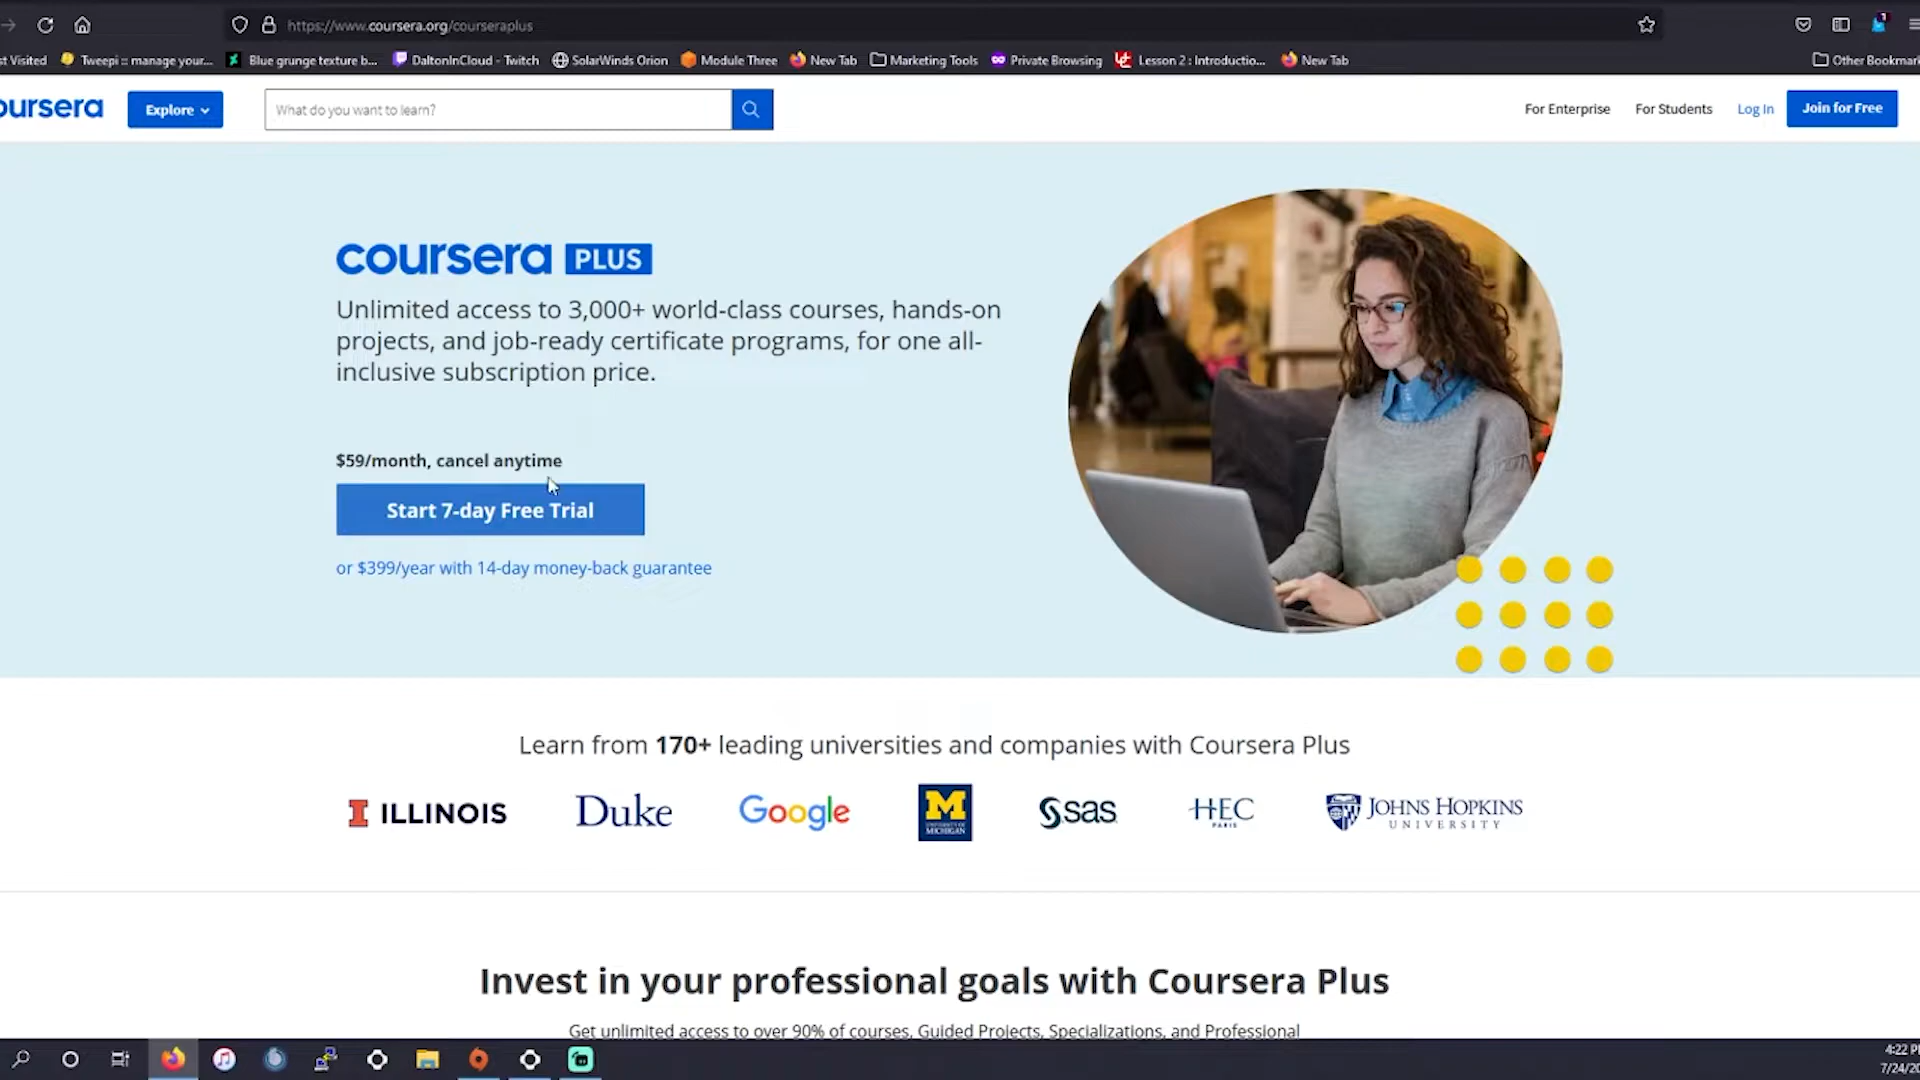 https://www.coursera.org/courseraplus
st Visited
Tweepi :: manage your...
Blue grunge texture b...
DaltonInCloud - Twitch
SolarWinds Orion
Module Three
New Tab
Marketing Tools
Private Browsing
Lesson 2 : Introductio...
New Tab
Other Bookmar
oursera
Explore
What do you want to learn?
For Enterprise
For Students
Log In
Join for Free
coursera PLUS
Unlimited access to 3,000+ world-class courses, hands-on
projects, and job-ready certificate programs, for one all-
inclusive subscription price.
$59/month, cancel anytime
Start 7-day Free Trial
or $399/year with 14-day money-back guarantee
Learn from 170+ leading universities and companies with Coursera Plus
I ILLINOIS
Duke
Google
M
UNIVERSITY OF
MICHIGAN
sas
HEC
PARIS
JOHNS HOPKINS
UNIVERSITY
Invest in your professional goals with Coursera Plus
Get unlimited access to over 90% of courses, Guided Projects, Specializations, and Professional
4:22 P
7/24/20